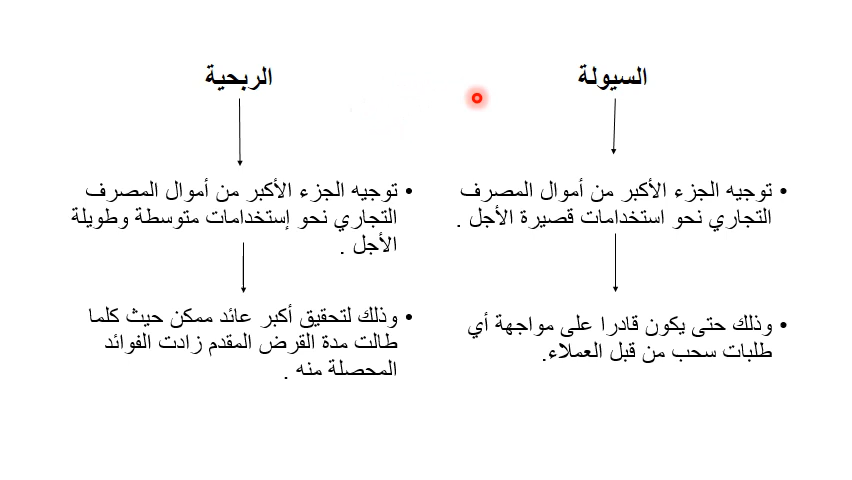 السيولة
• توجيه الجزء الأكبر من أموال المصرف
التجاري نحو استخدامات قصيرة الأجل .
• وذلك حتى يكون قادرا على مواجهة أي
طلبات سحب من قبل العملاء.
الربحية
• توجيه الجزء الأكبر من أموال المصرف
التجاري نحو إستخدامات متوسطة وطويلة
الأجل .
• وذلك لتحقيق أكبر عائد ممكن حيث كلما
طالت مدة القرض المقدم زادت الفوائد
المحصلة منه .